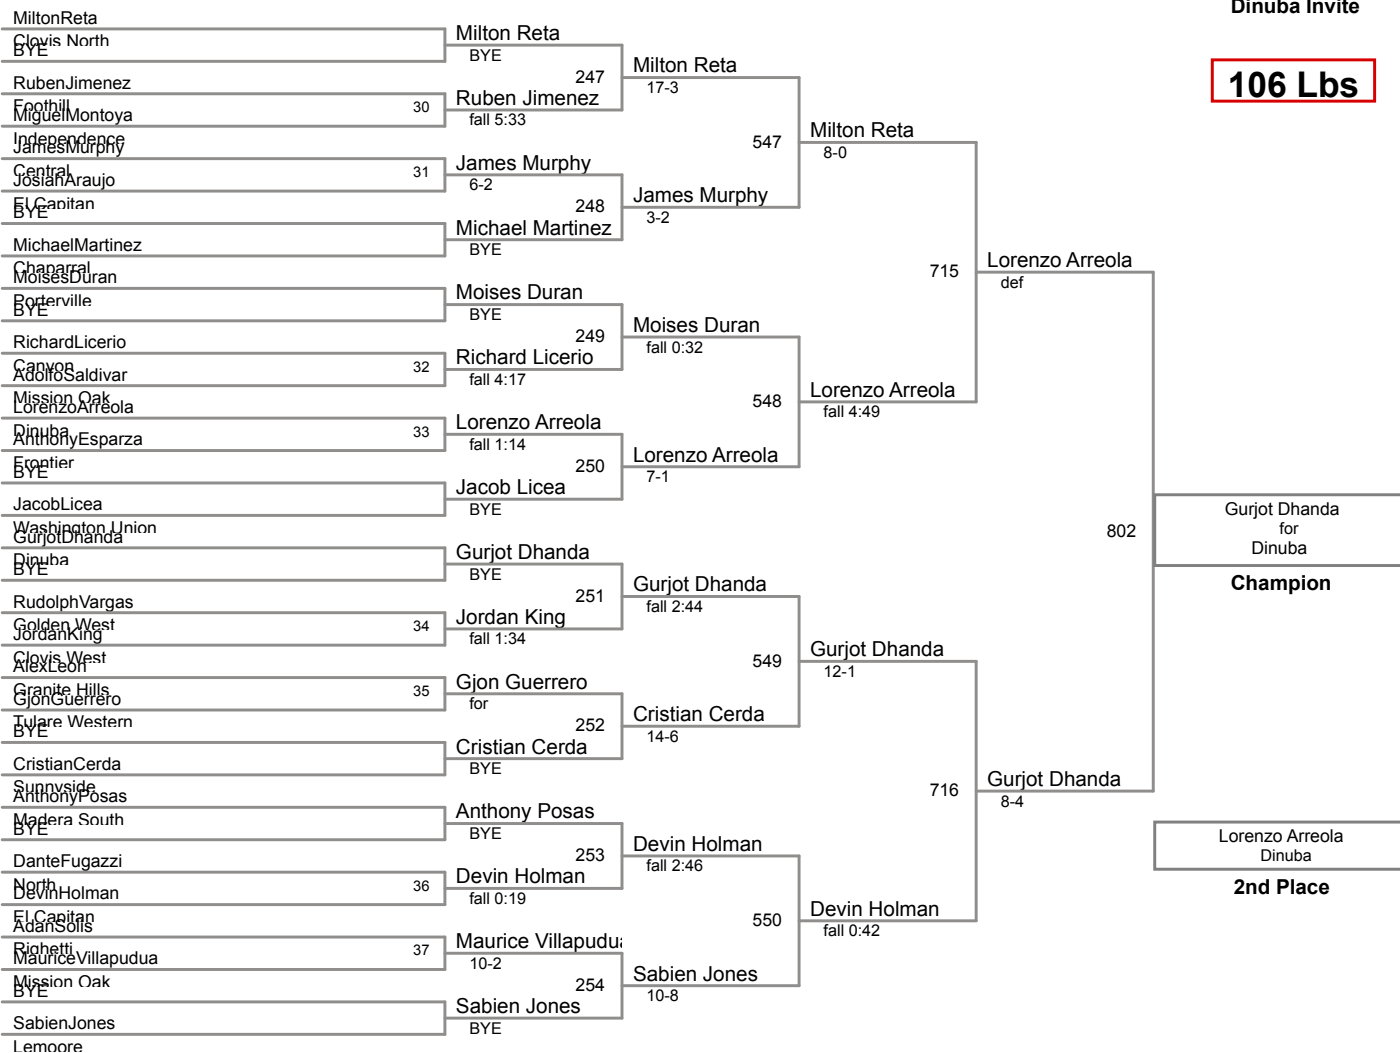 Dinuba Invite
106 Lbs
MiltonReta
Clovis North
BYE
RubenJimenez
Foothill
30
MiguelMontoya
Independence
JamesMurphy
Central
31
JosiahAraujo
El Capitan
BYE
MichaelMartinez
Chaparral
MoisesDuran
Porterville
BYE
RichardLicerio
Canyon
32
AdolfoSaldivar
Mission Oak
LorenzoArreola
Dinuba
33
AnthonyEsparza
Frontier
BYE
JacobLicea
Washington Union
GurjotDhanda
Dinuba
BYE
RudolphVargas
Golden West
34
JordanKing
Clovis West
AlexLeon
Granite Hills
35
GjonGuerrero
Tulare Western
BYE
CristianCerda
Sunnyside
AnthonyPosas
Madera South
BYE
DanteFugazzi
North
36
DevinHolman
El Capitan
AdanSolis
Righetti
37
MauriceVillapudua
Mission Oak
BYE
SabienJones
Lemoore
Milton Reta
BYE
247
Ruben Jimenez
fall 5:33
James Murphy
6-2
248
Michael Martinez
BYE
Moises Duran
BYE
249
Richard Licerio
fall 4:17
Lorenzo Arreola
fall 1:14
250
Jacob Licea
BYE
Gurjot Dhanda
BYE
251
Jordan King
fall 1:34
Gjon Guerrero
for
252
Cristian Cerda
BYE
Anthony Posas
BYE
253
Devin Holman
fall 0:19
Maurice Villapudua
10-2
254
Sabien Jones
BYE
Milton Reta
17-3
547
James Murphy
3-2
Moises Duran
fall 0:32
548
Lorenzo Arreola
7-1
Gurjot Dhanda
fall 2:44
549
Cristian Cerda
14-6
Devin Holman
fall 2:46
550
Sabien Jones
10-8
Milton Reta
8-0
715
Lorenzo Arreola
fall 4:49
Gurjot Dhanda
12-1
716
Devin Holman
fall 0:42
Lorenzo Arreola
def
802
Gurjot Dhanda
8-4
Gurjot Dhanda
for
Dinuba
Champion
Lorenzo Arreola
Dinuba
2nd Place